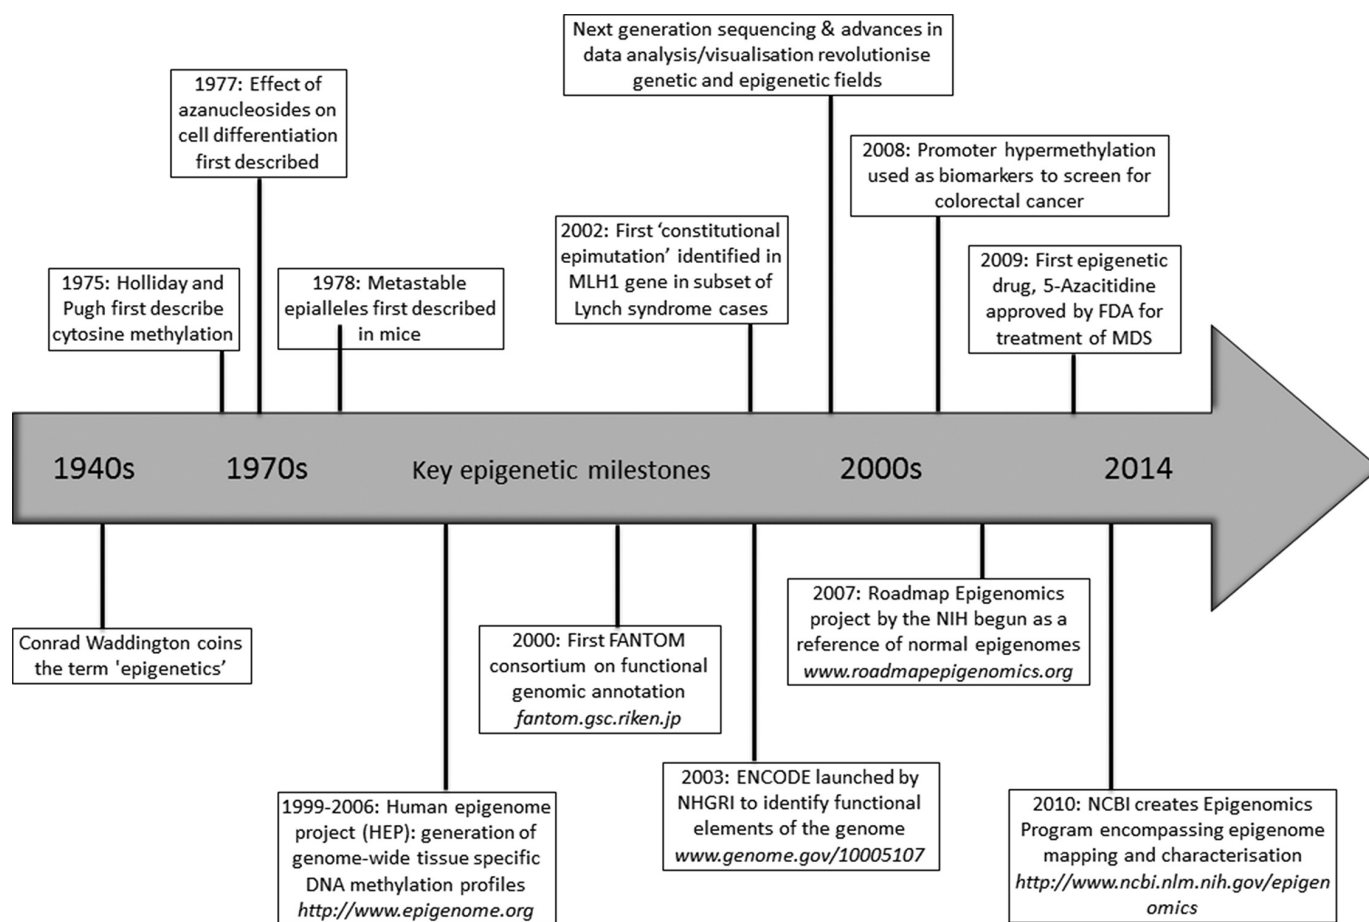 Next generation sequencing & advances in
data analysis/visualisation revolutionise
genetic and epigenetic fields
1977: Effect of
azanucleosides on
cell differentiation
first described
2008: Promoter hypermethylation
used as biomarkers to screen for
colorectal cancer
2002: First ‘constitutional
epimutation’ identified in
MLH1 gene in subset of
Lynch syndrome cases
2009: First epigenetic
drug, 5-Azacitidine
approved by FDA for
treatment of MDS
1975: Holliday and
Pugh first describe
cytosine methylation
1978: Metastable
epialleles first described
in mice
1940s 1970s Key epigenetic milestones 2000s 2014
Conrad Waddington coins
the term 'epigenetics’
2000: First FANTOM
consortium on functional
genomic annotation
fantom.gsc.riken.jp
2007: Roadmap Epigenomics
project by the NIH begun as a
reference of normal epigenomes
www.roadmapepigenomics.org
1999-2006: Human epigenome
project (HEP): generation of
genome-wide tissue specific
DNA methylation profiles
http://www.epigenome.org
2003: ENCODE launched by
NHGRI to identify functional
elements of the genome
www.genome.gov/10005107
2010: NCBI creates Epigenomics
Program encompassing epigenome
mapping and characterisation
http://www.ncbi.nlm.nih.gov/epigen
omics